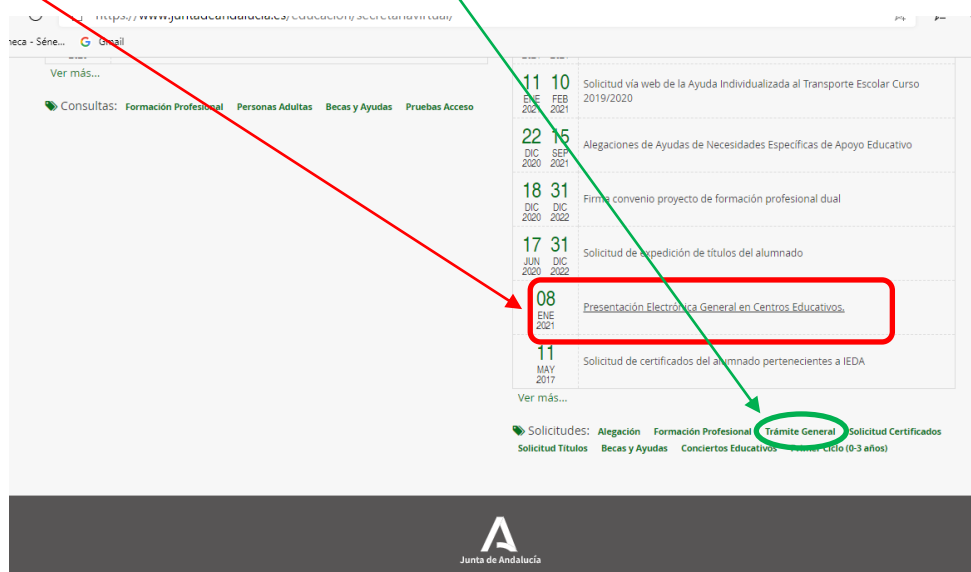 https://www.juntadeandalucia.es/educacion/secretariavirtual/
neca - Séne... G Gmail
Ver más...
Consultas: Formación Profesional Personas Adultas Becas y Ayudas Pruebas Acceso
11 ENE 2021 10 FEB 2021 Solicitud vía web de la Ayuda Individualizada al Transporte Escolar Curso
2019/2020
22 DIC 2020 15 SEP 2021 Alegaciones de Ayudas de Necesidades Específicas de Apoyo Educativo
18 DIC 2020 31 DIC 2022 Firma convenio proyecto de formación profesional dual
17 JUN 2020 31 DIC 2022 Solicitud de expedición de títulos del alumnado
08 ENE 2021 Presentación Electrónica General en Centros Educativos.
11 MAY 2017 Solicitud de certificados del alumnado pertenecientes a IEDA
Ver más...
Solicitudes: Alegación Formación Profesional Trámite General Solicitud Certificados
Solicitud Títulos Becas y Ayudas Conciertos Educativos Primer Ciclo (0-3 años)
Junta de Andalucía